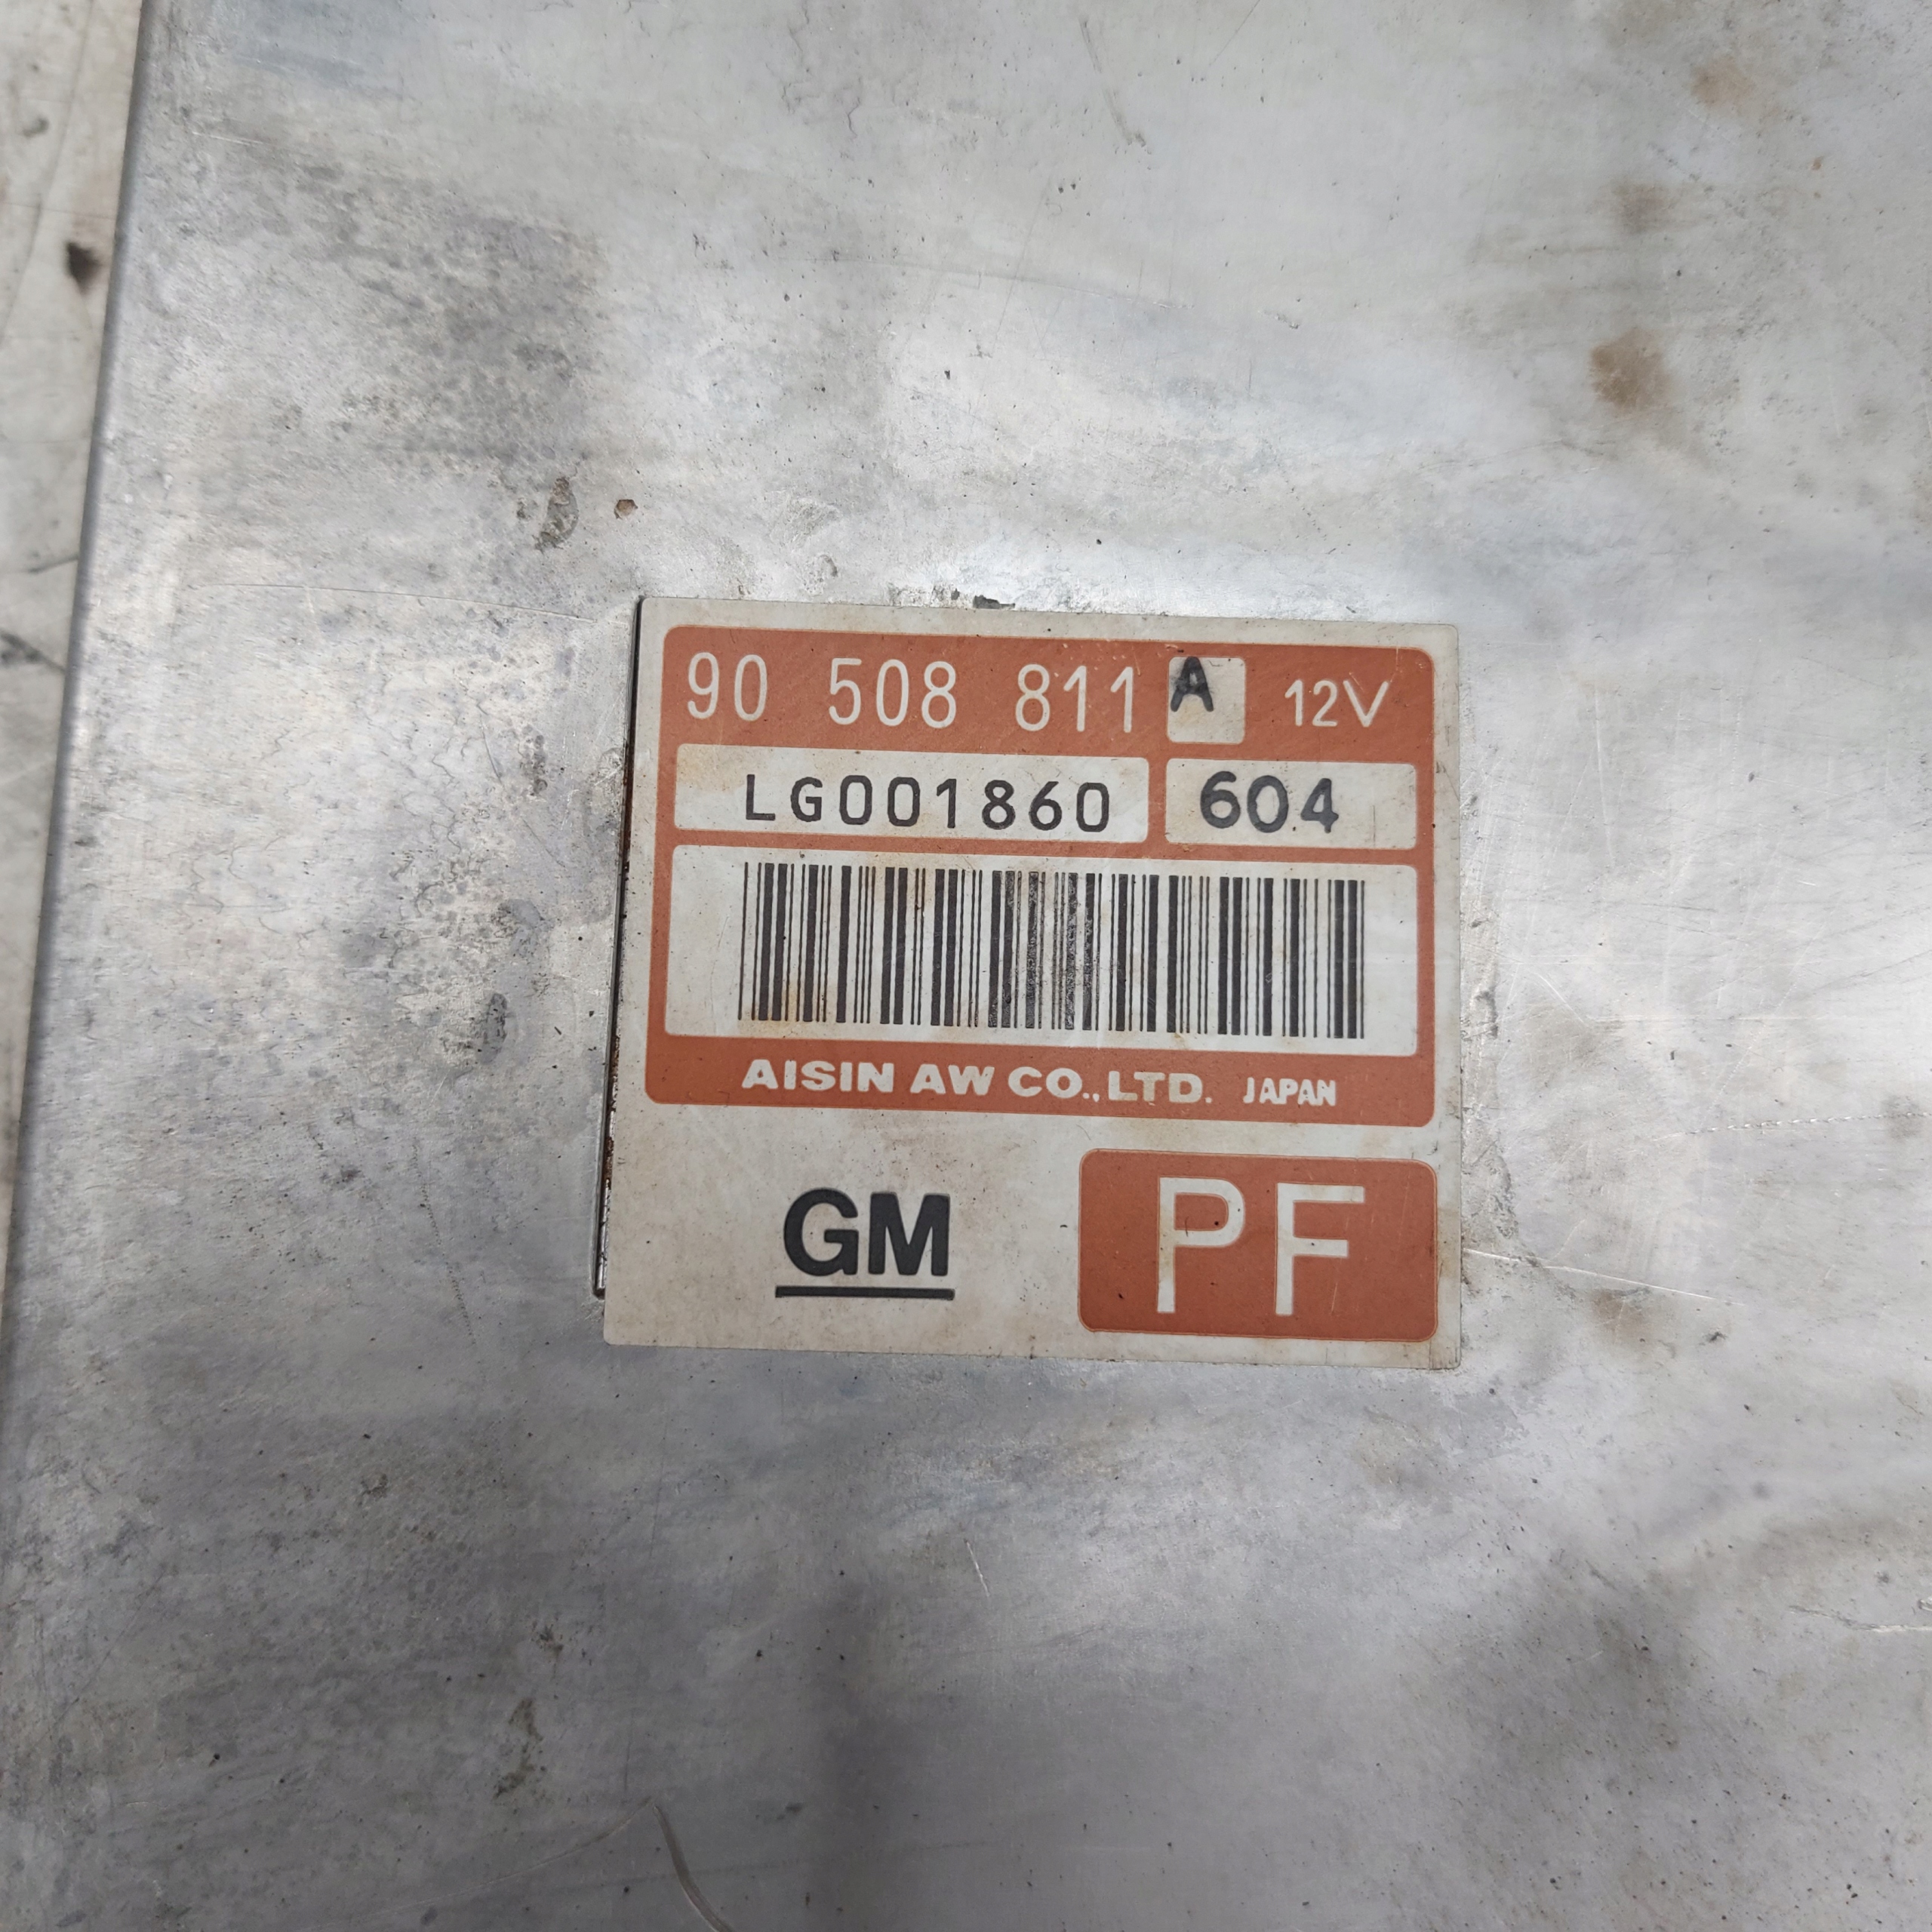 90 508 811 A 12V
LG001860 604
AISIN AW CO.,LTD. JAPAN
GM PF